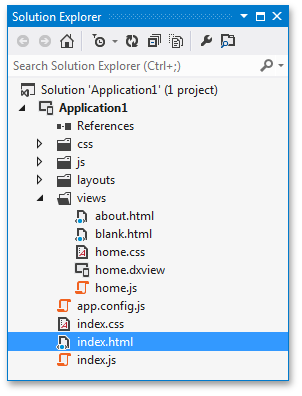 Solution Explorer
Search Solution Explorer (Ctrl+;)
Solution 'Application1' (1 project)
Application1
References
css
js
layouts
views
about.html
blank.html
home.css
home.dxview
home.js
app.config.js
index.css
index.html
index.js